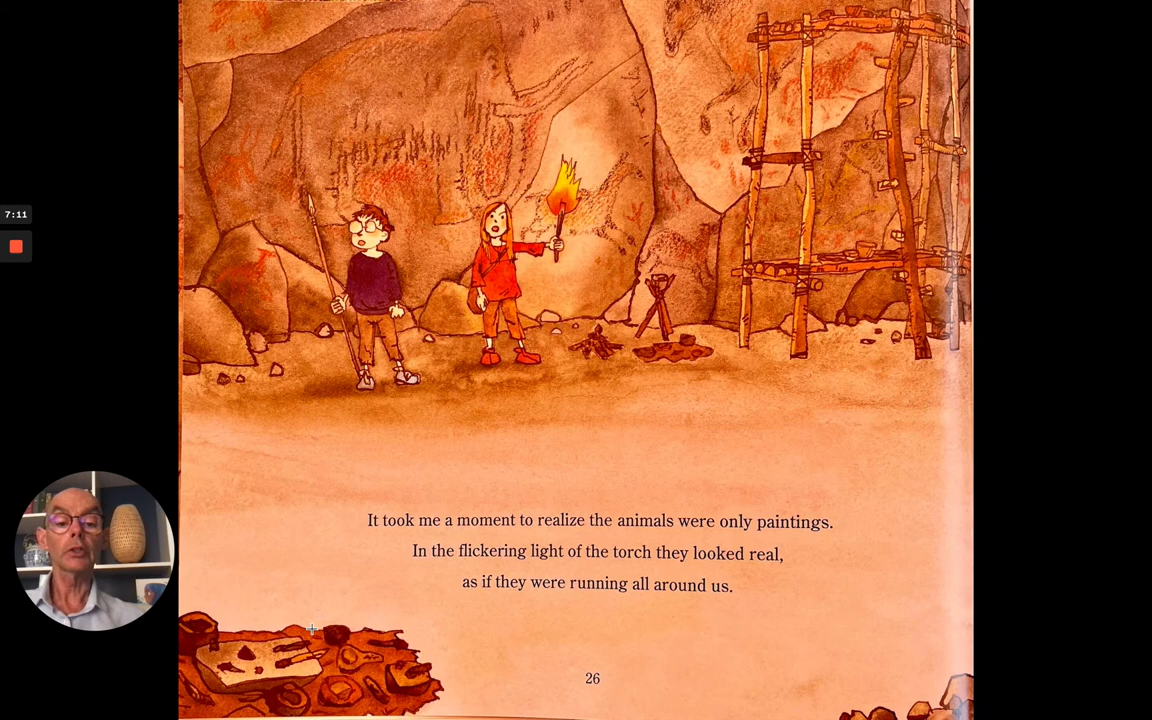 7:11
It took me a moment to realize the animals were only paintings.
In the flickering light of the torch they looked real,
as if they were running all around us.
26